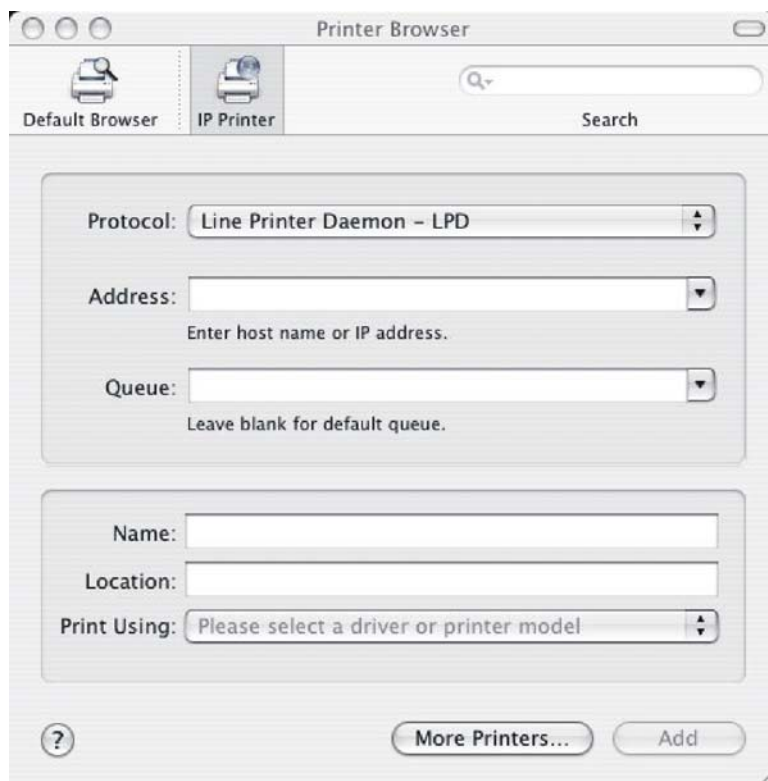 Printer Browser
Default Browser
IP Printer
Search
Protocol: Line Printer Daemon – LPD
Address:
Enter host name or IP address.
Queue:
Leave blank for default queue.
Name:
Location:
Print Using: Please select a driver or printer model
?
More Printers...
Add